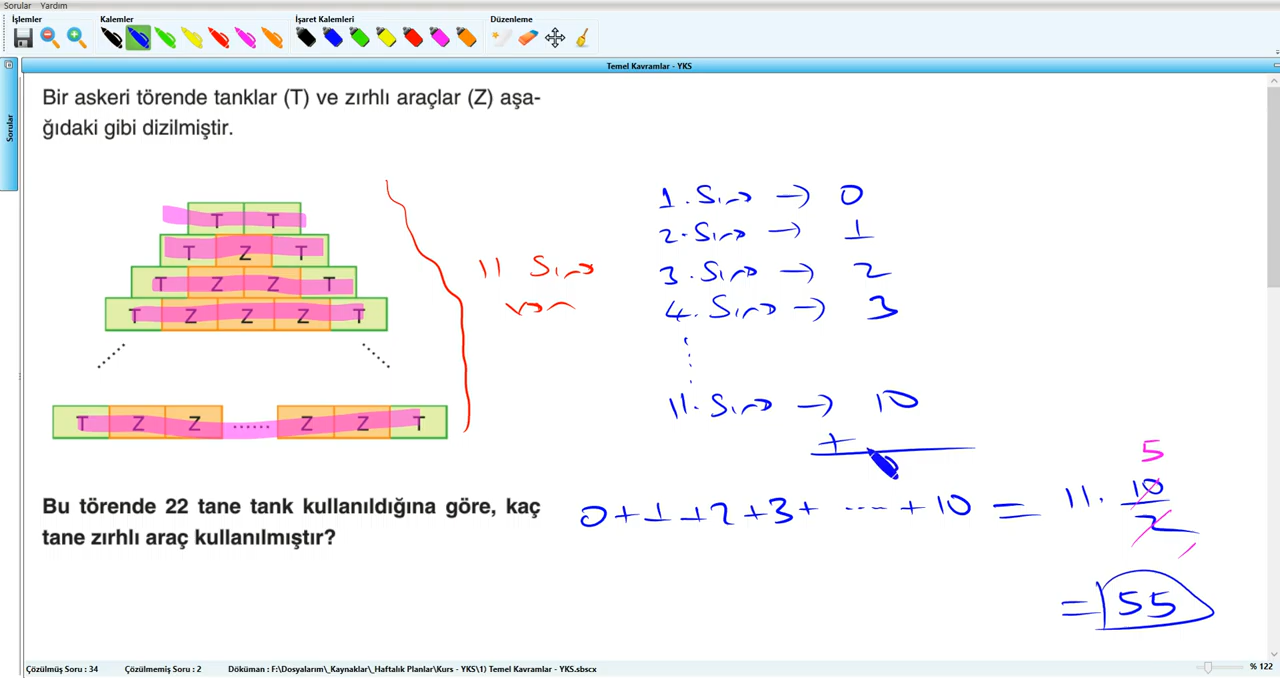 Sorular Yardım
İşlemler Kalemler İşaret Kalemleri Düzenleme
Temel Kavramlar - YKS
Sorular
Bir askeri törende tanklar (T) ve zırhlı araçlar (Z) aşa-
ğıdaki gibi dizilmiştir.
T T
T Z T
T Z Z T
T Z Z Z T
T Z Z ...... Z Z T
11 Sıra
var
1. Sıra → 0
2. Sıra → 1
3. Sıra → 2
4. Sıra → 3
11. Sıra → 10
+
Bu törende 22 tane tank kullanıldığına göre, kaç
tane zırhlı araç kullanılmıştır?
0+1+2+3+ ..... +10 = 11. 10/2
5
= 55
Çözülmüş Soru : 34 Çözülmemiş Soru : 2 Döküman : F:\Dosyalarım\_Kaynaklar\_Haftalık Planlar\Kurs - YKS\1) Temel Kavramlar - YKS.sbscx % 122